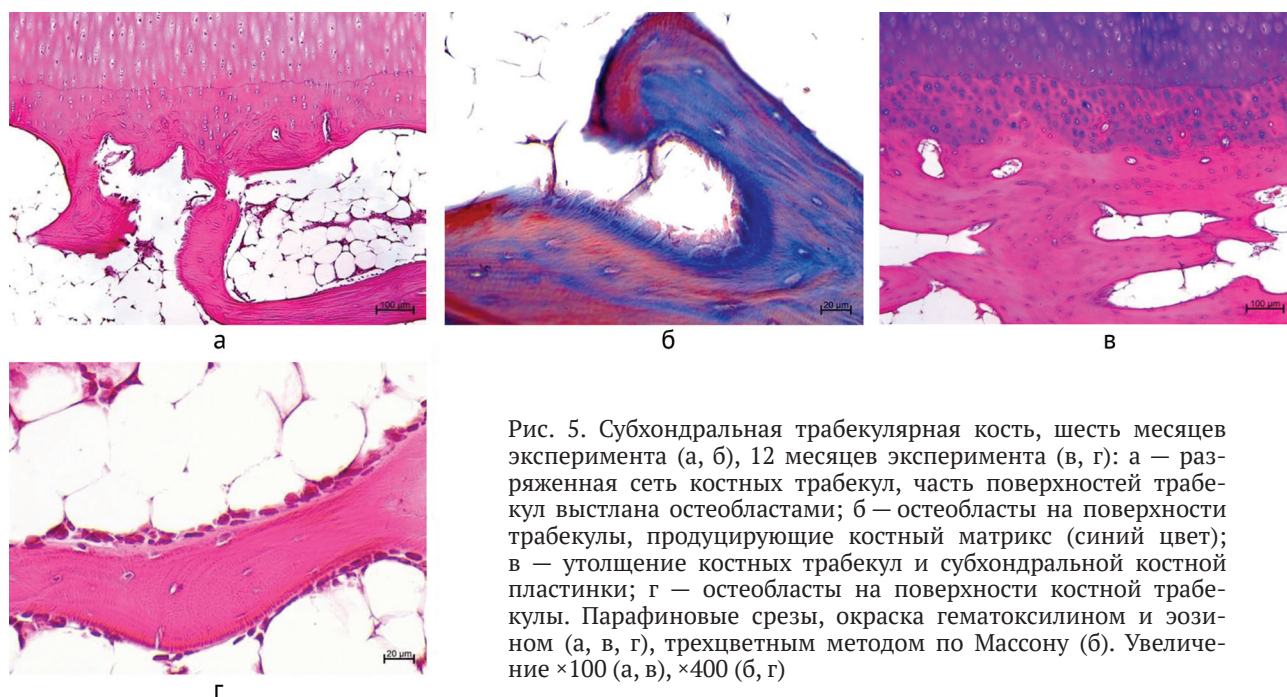 100 µm
20 µm
100 µm
а
б
в
20 µm
г
Рис. 5. Субхондральная трабекулярная кость, шесть месяцев
эксперимента (а, б), 12 месяцев эксперимента (в, г): а — раз-
ряженная сеть костных трабекул, часть поверхностей трабе-
кул выстлана остеобластами; б — остеобласты на поверхности
трабекулы, продуцирующие костный матрикс (синий цвет);
в — утолщение костных трабекул и субхондральной костной
пластинки; г — остеобласты на поверхности костной трабе-
кулы. Парафиновые срезы, окраска гематоксилином и эози-
ном (а, в, г), трехцветным методом по Массону (б). Увеличе-
ние ×100 (а, в), ×400 (б, г)